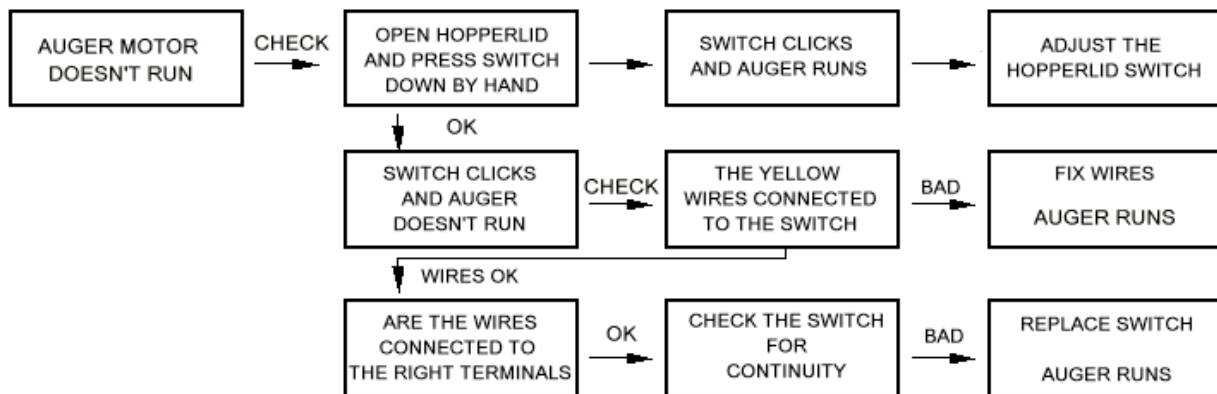 AUGER MOTOR
DOESN'T RUN
CHECK
OPEN HOPPERLID
AND PRESS SWITCH
DOWN BY HAND
SWITCH CLICKS
AND AUGER RUNS
ADJUST THE
HOPPERLID SWITCH
OK
SWITCH CLICKS
AND AUGER
DOESN'T RUN
CHECK
THE YELLOW
WIRES CONNECTED
TO THE SWITCH
BAD
FIX WIRES
AUGER RUNS
WIRES OK
ARE THE WIRES
CONNECTED TO
THE RIGHT TERMINALS
OK
CHECK THE SWITCH
FOR
CONTINUITY
BAD
REPLACE SWITCH
AUGER RUNS